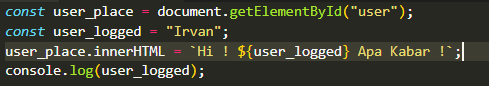 const user_place = document.getElementById("user");
const user_logged = "Irvan";
user_place.innerHTML = `Hi ! ${user_logged} Apa Kabar !`;
console.log(user_logged);